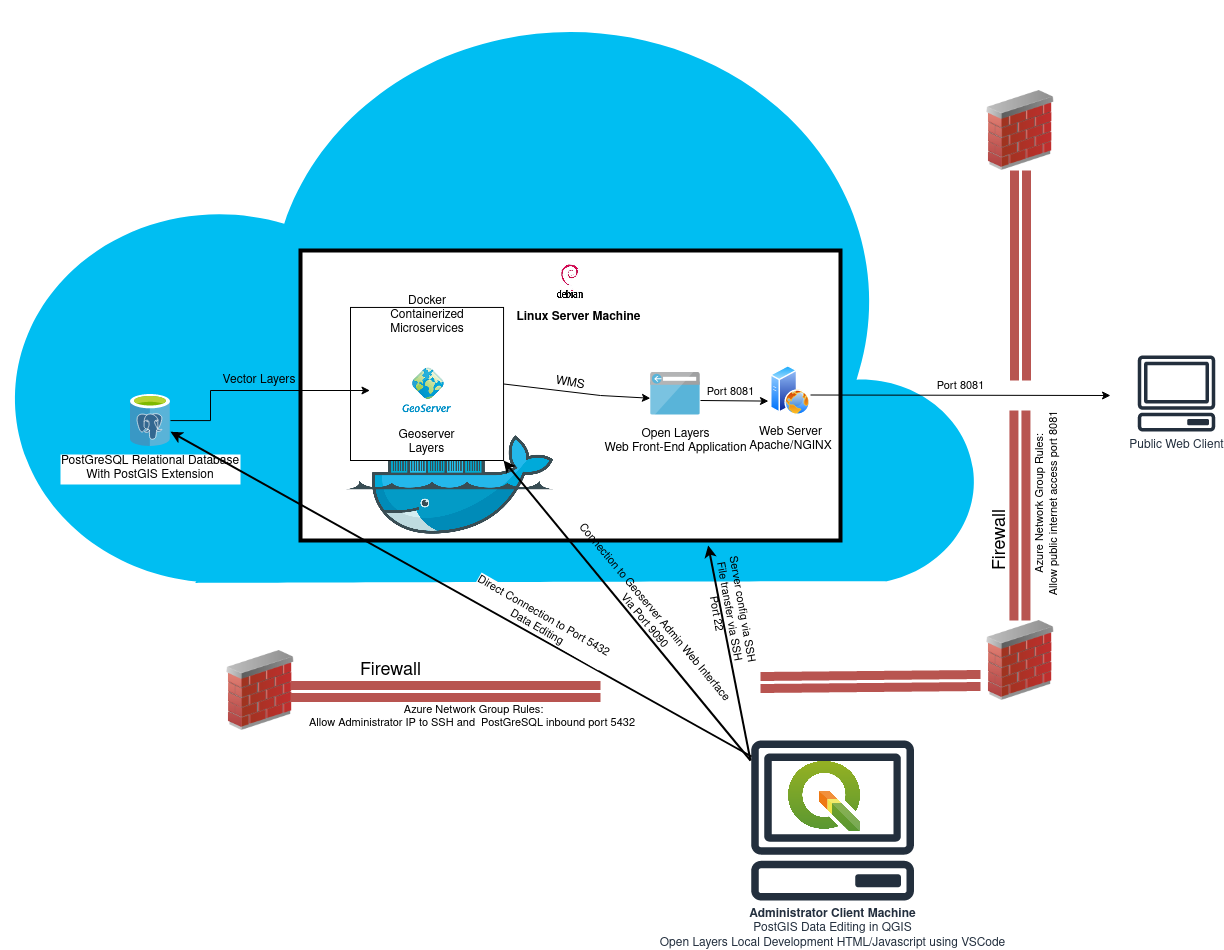 debian
Linux Server Machine
Docker
Containerized
Microservices
GeoServer
Geoserver
Layers
Vector Layers
PostGreSQL Relational Database
With PostGIS Extension
WMS
Open Layers
Web Front-End Application
Port 8081
Web Server
Apache/NGINX
Port 8081
Public Web Client
Firewall
Azure Network Group Rules:
Allow public internet access port 8081
Direct Connection to Port 5432
Data Editing
Connection to Geoserver Admin Web Interface
Via Port 9090
Server config via SSH
File transfer via SSH
Port 22
Firewall
Azure Network Group Rules:
Allow Administrator IP to SSH and PostGreSQL inbound port 5432
Administrator Client Machine
PostGIS Data Editing in QGIS
Open Layers Local Development HTML/Javascript using VSCode